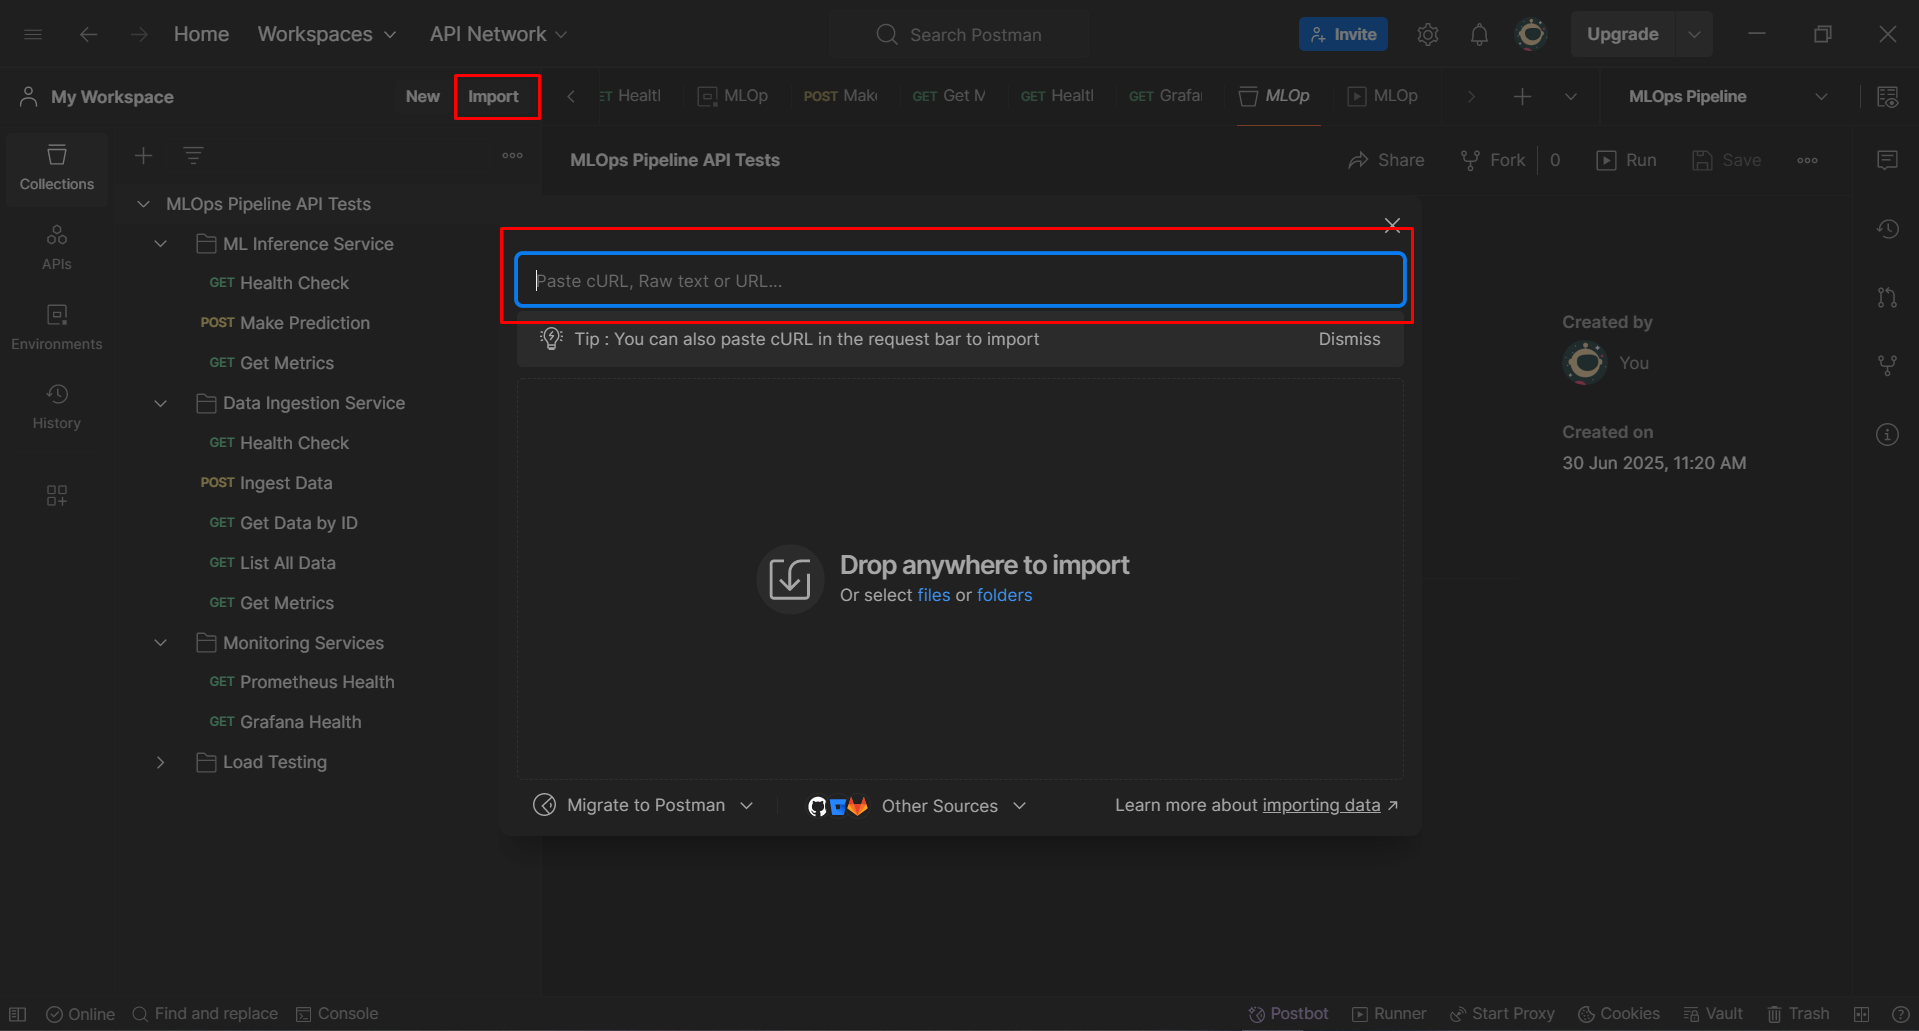 Home Workspaces API Network Search Postman Invite Upgrade
My Workspace New Import ET Healtl MLOp POST Make GET Get M GET Healtl GET Grafai MLOp MLOp MLOps Pipeline
Collections
MLOps Pipeline API Tests Share Fork 0 Run Save
MLOps Pipeline API Tests
ML Inference Service
APIs
GET Health Check
Paste cURL, Raw text or URL...
POST Make Prediction
Environments
Tip : You can also paste cURL in the request bar to import Dismiss
Created by
GET Get Metrics
You
Data Ingestion Service
History
GET Health Check
Created on
30 Jun 2025, 11:20 AM
POST Ingest Data
GET Get Data by ID
GET List All Data
Drop anywhere to import
Or select files or folders
GET Get Metrics
Monitoring Services
GET Prometheus Health
GET Grafana Health
Load Testing
Migrate to Postman Other Sources Learn more about importing data ↗
Online Find and replace Console Postbot Runner Start Proxy Cookies Vault Trash